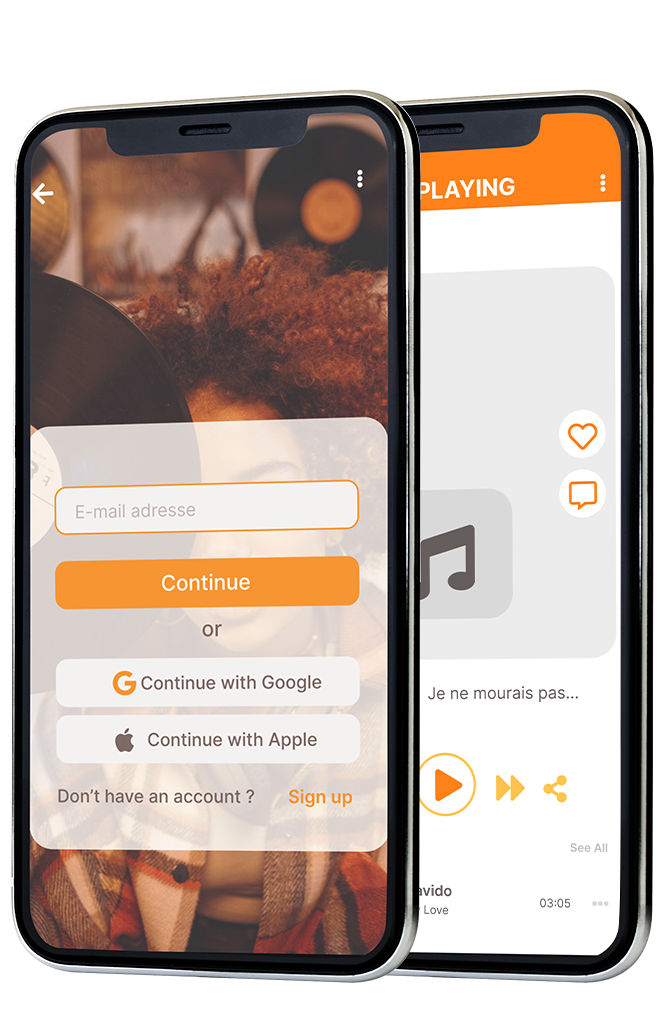 E-mail adresse
Continue
or
Continue with Google
Continue with Apple
Don't have an account ?
Sign up
PLAYING
Je ne mourais pas...
See All
avido
Love
03:05